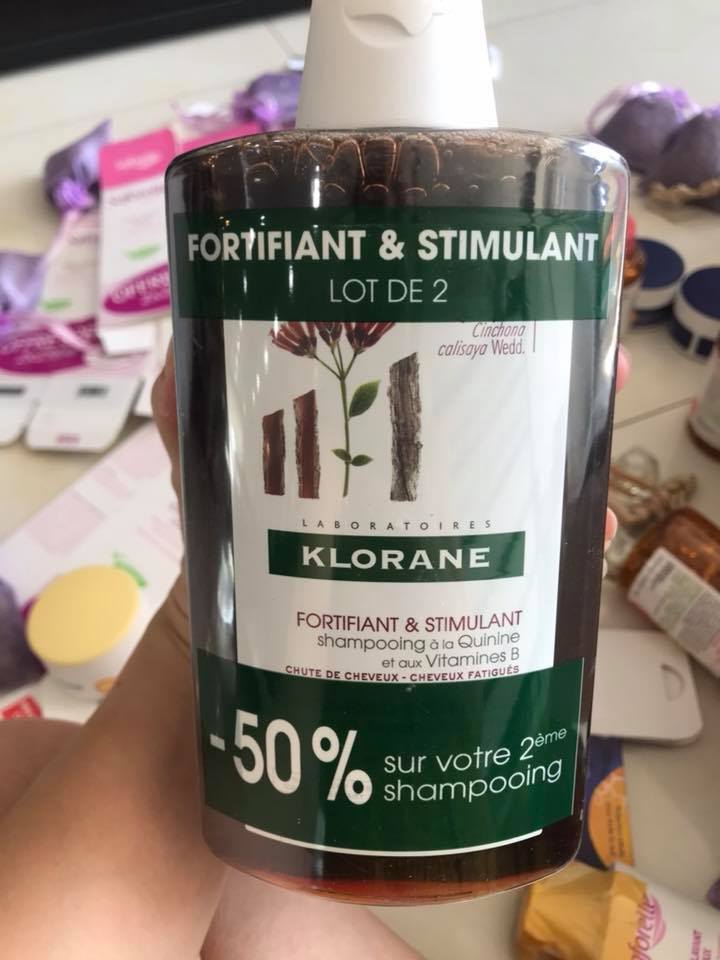 FORTIFIANT & STIMULANT
LOT DE 2
Cinchona
calisaya Wedd.
LABORATOIRES
KLORANE
FORTIFIANT & STIMULANT
shampooing à la Quinine
et aux Vitamines B
CHUTE DE CHEVEUX - CHEVEUX FATIGUÉS
-50% sur votre 2ème
shampooing